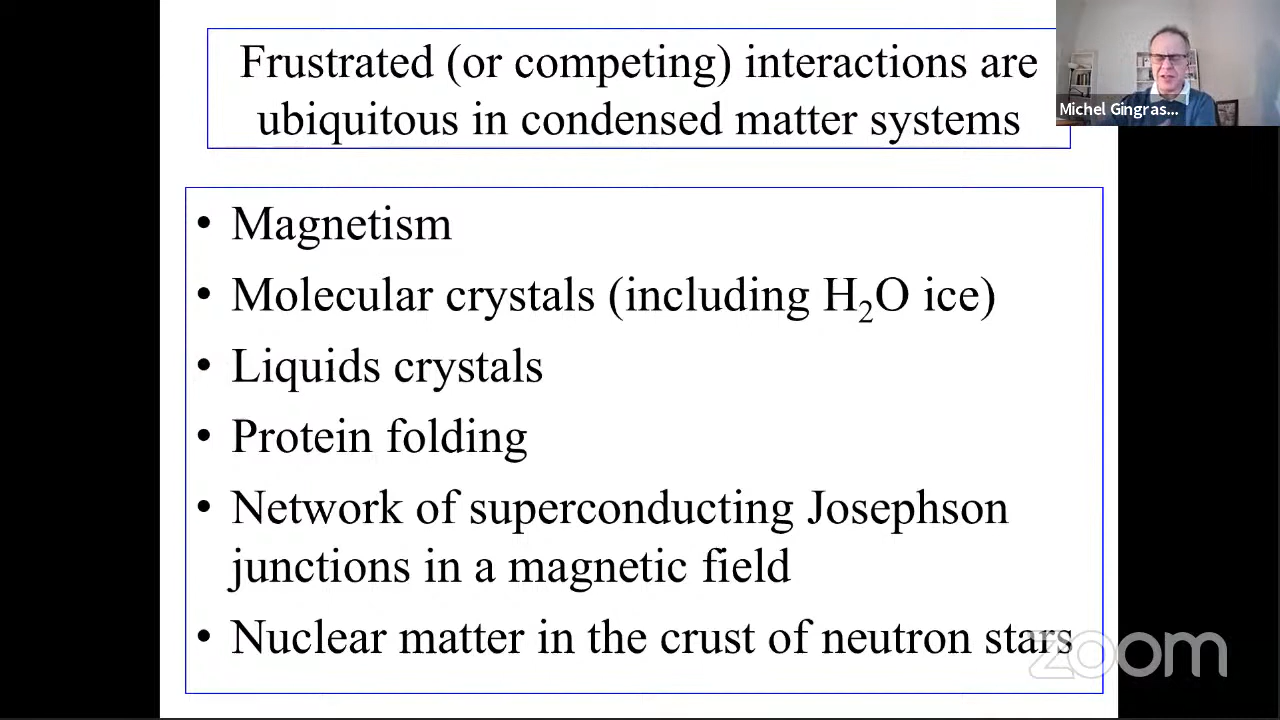 Frustrated (or competing) interactions are
ubiquitous in condensed matter systems
Michel Gingras...
• Magnetism
• Molecular crystals (including H₂O ice)
• Liquids crystals
• Protein folding
• Network of superconducting Josephson
junctions in a magnetic field
• Nuclear matter in the crust of neutron stars
zoom